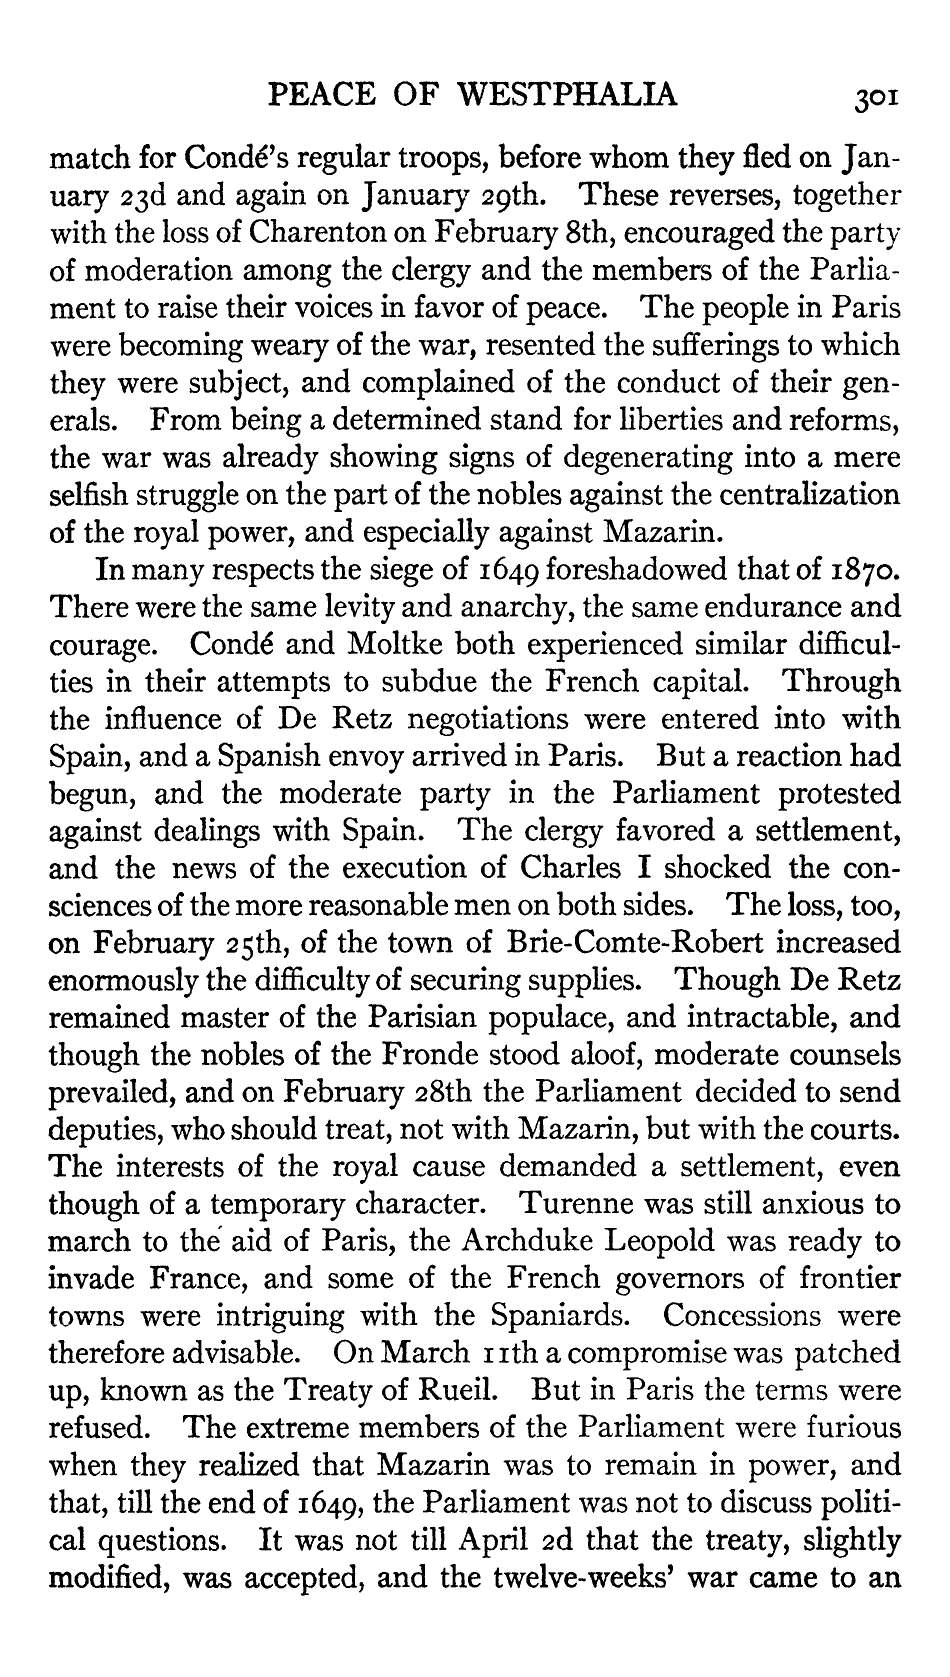 PEACE OF WESTPHALIA 301
match for Condé's regular troops, before whom they fled on Jan-
uary 23d and again on January 29th. These reverses, together
with the loss of Charenton on February 8th, encouraged the party
of moderation among the clergy and the members of the Parlia-
ment to raise their voices in favor of peace. The people in Paris
were becoming weary of the war, resented the sufferings to which
they were subject, and complained of the conduct of their gen-
erals. From being a determined stand for liberties and reforms,
the war was already showing signs of degenerating into a mere
selfish struggle on the part of the nobles against the centralization
of the royal power, and especially against Mazarin.
In many respects the siege of 1649 foreshadowed that of 1870.
There were the same levity and anarchy, the same endurance and
courage. Condé and Moltke both experienced similar difficul-
ties in their attempts to subdue the French capital. Through
the influence of De Retz negotiations were entered into with
Spain, and a Spanish envoy arrived in Paris. But a reaction had
begun, and the moderate party in the Parliament protested
against dealings with Spain. The clergy favored a settlement,
and the news of the execution of Charles I shocked the con-
sciences of the more reasonable men on both sides. The loss, too,
on February 25th, of the town of Brie-Comte-Robert increased
enormously the difficulty of securing supplies. Though De Retz
remained master of the Parisian populace, and intractable, and
though the nobles of the Fronde stood aloof, moderate counsels
prevailed, and on February 28th the Parliament decided to send
deputies, who should treat, not with Mazarin, but with the courts.
The interests of the royal cause demanded a settlement, even
though of a temporary character. Turenne was still anxious to
march to the aid of Paris, the Archduke Leopold was ready to
invade France, and some of the French governors of frontier
towns were intriguing with the Spaniards. Concessions were
therefore advisable. On March 11th a compromise was patched
up, known as the Treaty of Rueil. But in Paris the terms were
refused. The extreme members of the Parliament were furious
when they realized that Mazarin was to remain in power, and
that, till the end of 1649, the Parliament was not to discuss politi-
cal questions. It was not till April 2d that the treaty, slightly
modified, was accepted, and the twelve-weeks' war came to an